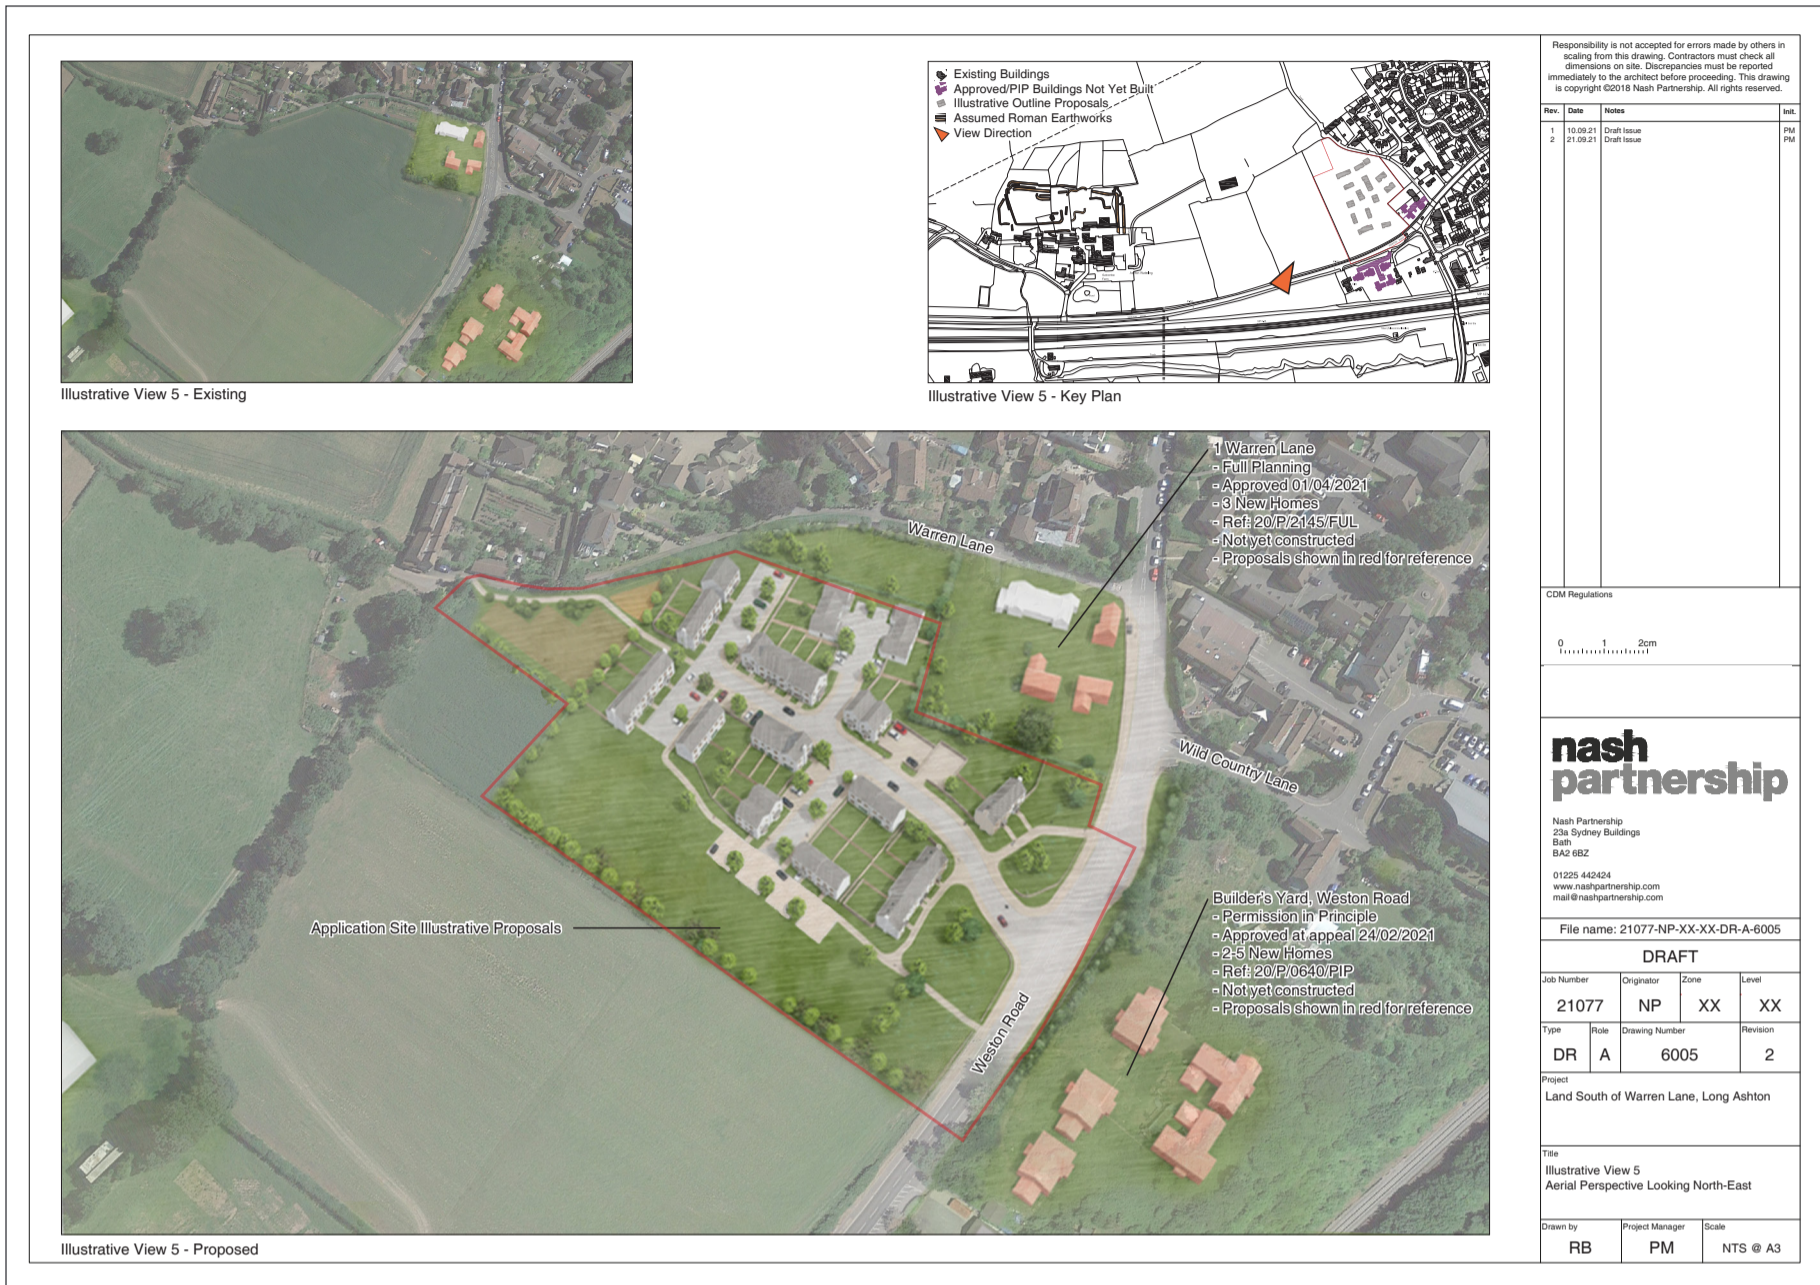 Illustrative View 5 - Existing
Existing Buildings
Approved/PIP Buildings Not Yet Built
Illustrative Outline Proposals
Assumed Roman Earthworks
View Direction
Illustrative View 5 - Key Plan
1 Warren Lane
- Full Planning
- Approved 01/04/2021
- 3 New Homes
- Ref: 20/P/2145/FUL
- Not yet constructed
- Proposals shown in red for reference
Warren Lane
Wild Country Lane
Application Site Illustrative Proposals
Builder's Yard, Weston Road
- Permission in Principle
- Approved at appeal 24/02/2021
- 2-5 New Homes
- Ref: 20/P/0640/PIP
- Not yet constructed
- Proposals shown in red for reference
Weston Road
Illustrative View 5 - Proposed
Responsibility is not accepted for errors made by others in
scaling from this drawing. Contractors must check all
dimensions on site. Discrepancies must be reported
immediately to the architect before proceeding. This drawing
is copyright ©2018 Nash Partnership. All rights reserved.
Rev. Date Notes Init.
1 10.09.21 Draft Issue PM
2 21.09.21 Draft Issue PM
CDM Regulations
0 1 2cm
nash
partnership
Nash Partnership
23a Sydney Buildings
Bath
BA2 6BZ
01225 442424
www.nashpartnership.com
mail@nashpartnership.com
File name: 21077-NP-XX-XX-DR-A-6005
DRAFT
Job Number Originator Zone Level
21077 NP XX XX
Type Role Drawing Number Revision
DR A 6005 2
Project
Land South of Warren Lane, Long Ashton
Title
Illustrative View 5
Aerial Perspective Looking North-East
Drawn by Project Manager Scale
RB PM NTS @ A3